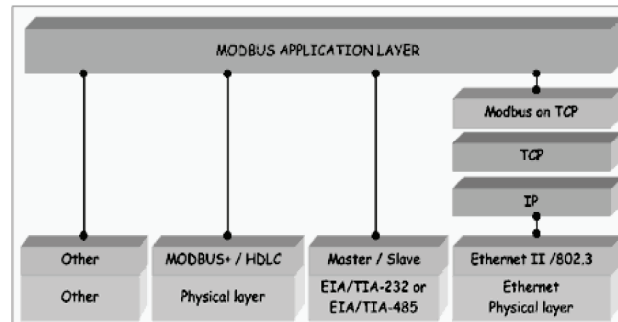 MODBUS APPLICATION LAYER
Modbus on TCP
TCP
IP
Other
MODBUS+ / HDLC
Master / Slave
Ethernet II /802.3
Other
Physical layer
EIA/TIA-232 or
EIA/TIA-485
Ethernet
Physical layer